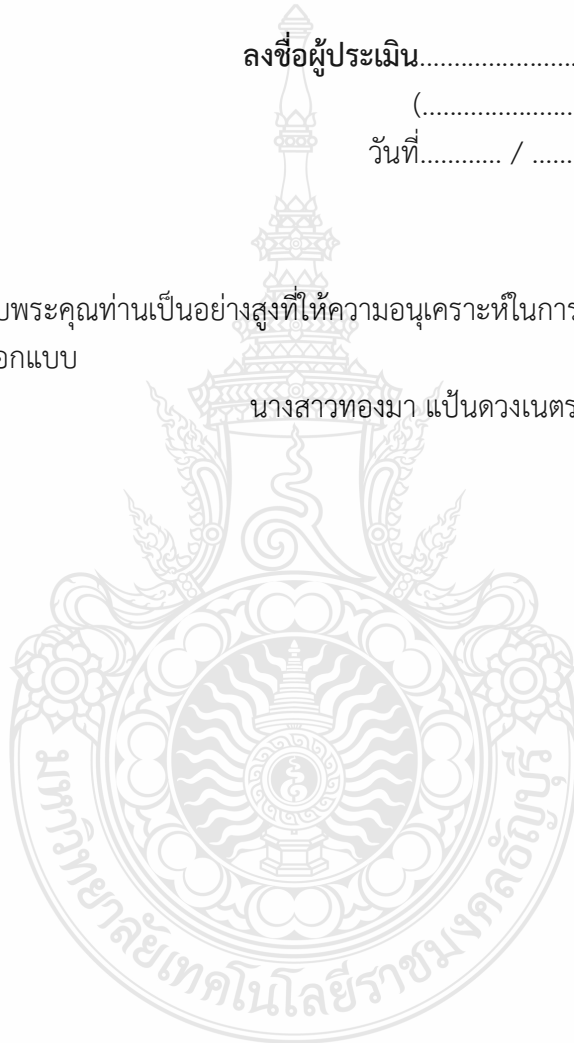 ลงชื่อผู้ประเมิน.......................
(......................
วันที่............ / ......
บพระคุณท่านเป็นอย่างสูงที่ให้ความอนุเคราะห์ในการ
อกแบบ
นางสาวทองมา แป้นดวงเนตร
มหาวิทยาลัยเทคโนโลยีราชมงคลธัญบุรี